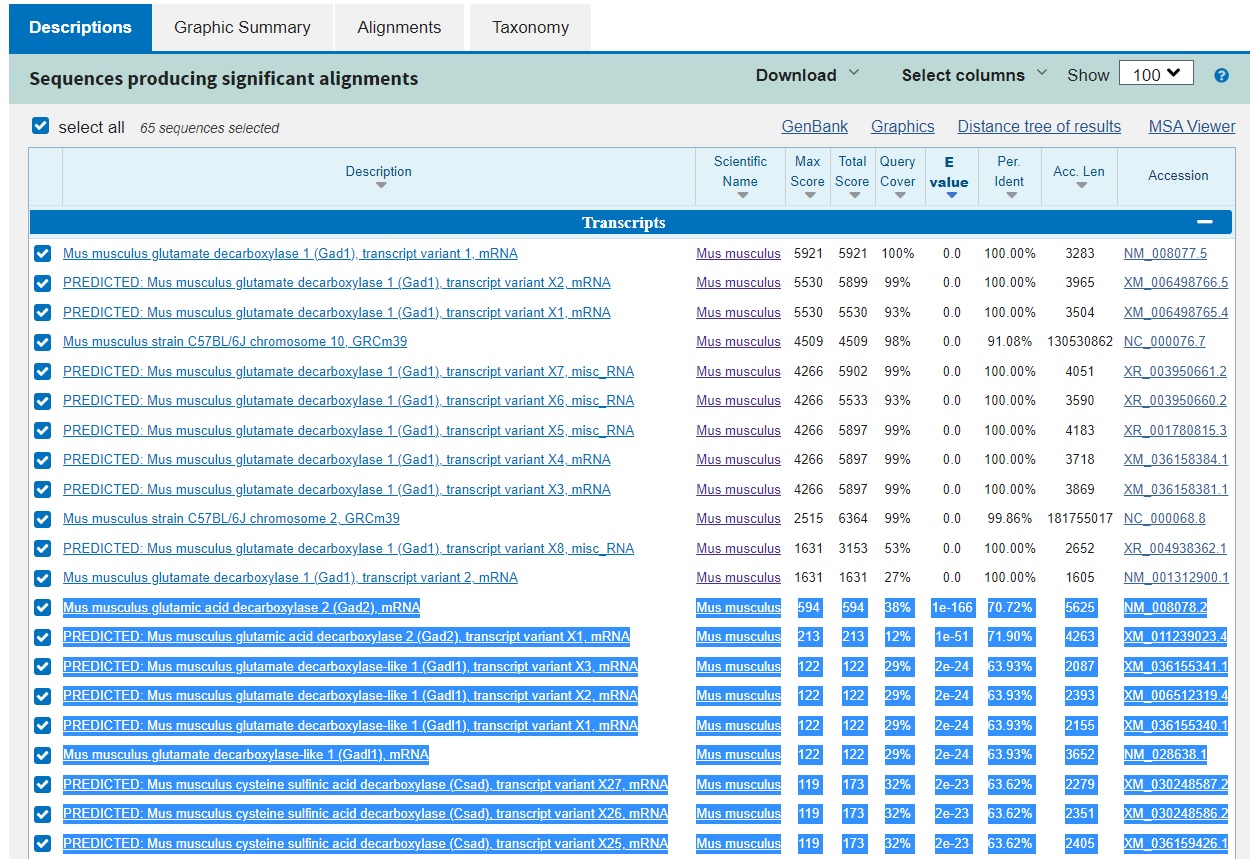 Descriptions Graphic Summary Alignments Taxonomy
Sequences producing significant alignments Download Select columns Show 100 ?
select all 65 sequences selected GenBank Graphics Distance tree of results MSA Viewer
Description Scientific Name Max Score Total Score Query Cover E value Per. Ident Acc. Len Accession
Transcripts
Mus musculus glutamate decarboxylase 1 (Gad1), transcript variant 1, mRNA Mus musculus 5921 5921 100% 0.0 100.00% 3283 NM_008077.5
PREDICTED: Mus musculus glutamate decarboxylase 1 (Gad1), transcript variant X2, mRNA Mus musculus 5530 5899 99% 0.0 100.00% 3965 XM_006498766.5
PREDICTED: Mus musculus glutamate decarboxylase 1 (Gad1), transcript variant X1, mRNA Mus musculus 5530 5530 93% 0.0 100.00% 3504 XM_006498765.4
Mus musculus strain C57BL/6J chromosome 10, GRCm39 Mus musculus 4509 4509 98% 0.0 91.08% 130530862 NC_000076.7
PREDICTED: Mus musculus glutamate decarboxylase 1 (Gad1), transcript variant X7, misc_RNA Mus musculus 4266 5902 99% 0.0 100.00% 4051 XR_003950661.2
PREDICTED: Mus musculus glutamate decarboxylase 1 (Gad1), transcript variant X6, misc_RNA Mus musculus 4266 5533 93% 0.0 100.00% 3590 XR_003950660.2
PREDICTED: Mus musculus glutamate decarboxylase 1 (Gad1), transcript variant X5, misc_RNA Mus musculus 4266 5897 99% 0.0 100.00% 4183 XR_001780815.3
PREDICTED: Mus musculus glutamate decarboxylase 1 (Gad1), transcript variant X4, mRNA Mus musculus 4266 5897 99% 0.0 100.00% 3718 XM_036158384.1
PREDICTED: Mus musculus glutamate decarboxylase 1 (Gad1), transcript variant X3, mRNA Mus musculus 4266 5897 99% 0.0 100.00% 3869 XM_036158381.1
Mus musculus strain C57BL/6J chromosome 2, GRCm39 Mus musculus 2515 6364 99% 0.0 99.86% 181755017 NC_000068.8
PREDICTED: Mus musculus glutamate decarboxylase 1 (Gad1), transcript variant X8, misc_RNA Mus musculus 1631 3153 53% 0.0 100.00% 2652 XR_004938362.1
Mus musculus glutamate decarboxylase 1 (Gad1), transcript variant 2, mRNA Mus musculus 1631 1631 27% 0.0 100.00% 1605 NM_001312900.1
Mus musculus glutamic acid decarboxylase 2 (Gad2), mRNA Mus musculus 594 594 38% 1e-166 70.72% 5625 NM_008078.2
PREDICTED: Mus musculus glutamic acid decarboxylase 2 (Gad2), transcript variant X1, mRNA Mus musculus 213 213 12% 1e-51 71.90% 4263 XM_011239023.4
PREDICTED: Mus musculus glutamate decarboxylase-like 1 (Gadl1), transcript variant X3, mRNA Mus musculus 122 122 29% 2e-24 63.93% 2087 XM_036155341.1
PREDICTED: Mus musculus glutamate decarboxylase-like 1 (Gadl1), transcript variant X2, mRNA Mus musculus 122 122 29% 2e-24 63.93% 2393 XM_006512319.4
PREDICTED: Mus musculus glutamate decarboxylase-like 1 (Gadl1), transcript variant X1, mRNA Mus musculus 122 122 29% 2e-24 63.93% 2155 XM_036155340.1
Mus musculus glutamate decarboxylase-like 1 (Gadl1), mRNA Mus musculus 122 122 29% 2e-24 63.93% 3652 NM_028638.1
PREDICTED: Mus musculus cysteine sulfinic acid decarboxylase (Csad), transcript variant X27, mRNA Mus musculus 119 173 32% 2e-23 63.62% 2279 XM_030248587.2
PREDICTED: Mus musculus cysteine sulfinic acid decarboxylase (Csad), transcript variant X26, mRNA Mus musculus 119 173 32% 2e-23 63.62% 2351 XM_030248586.2
PREDICTED: Mus musculus cysteine sulfinic acid decarboxylase (Csad), transcript variant X25, mRNA Mus musculus 119 173 32% 2e-23 63.62% 2405 XM_036159426.1